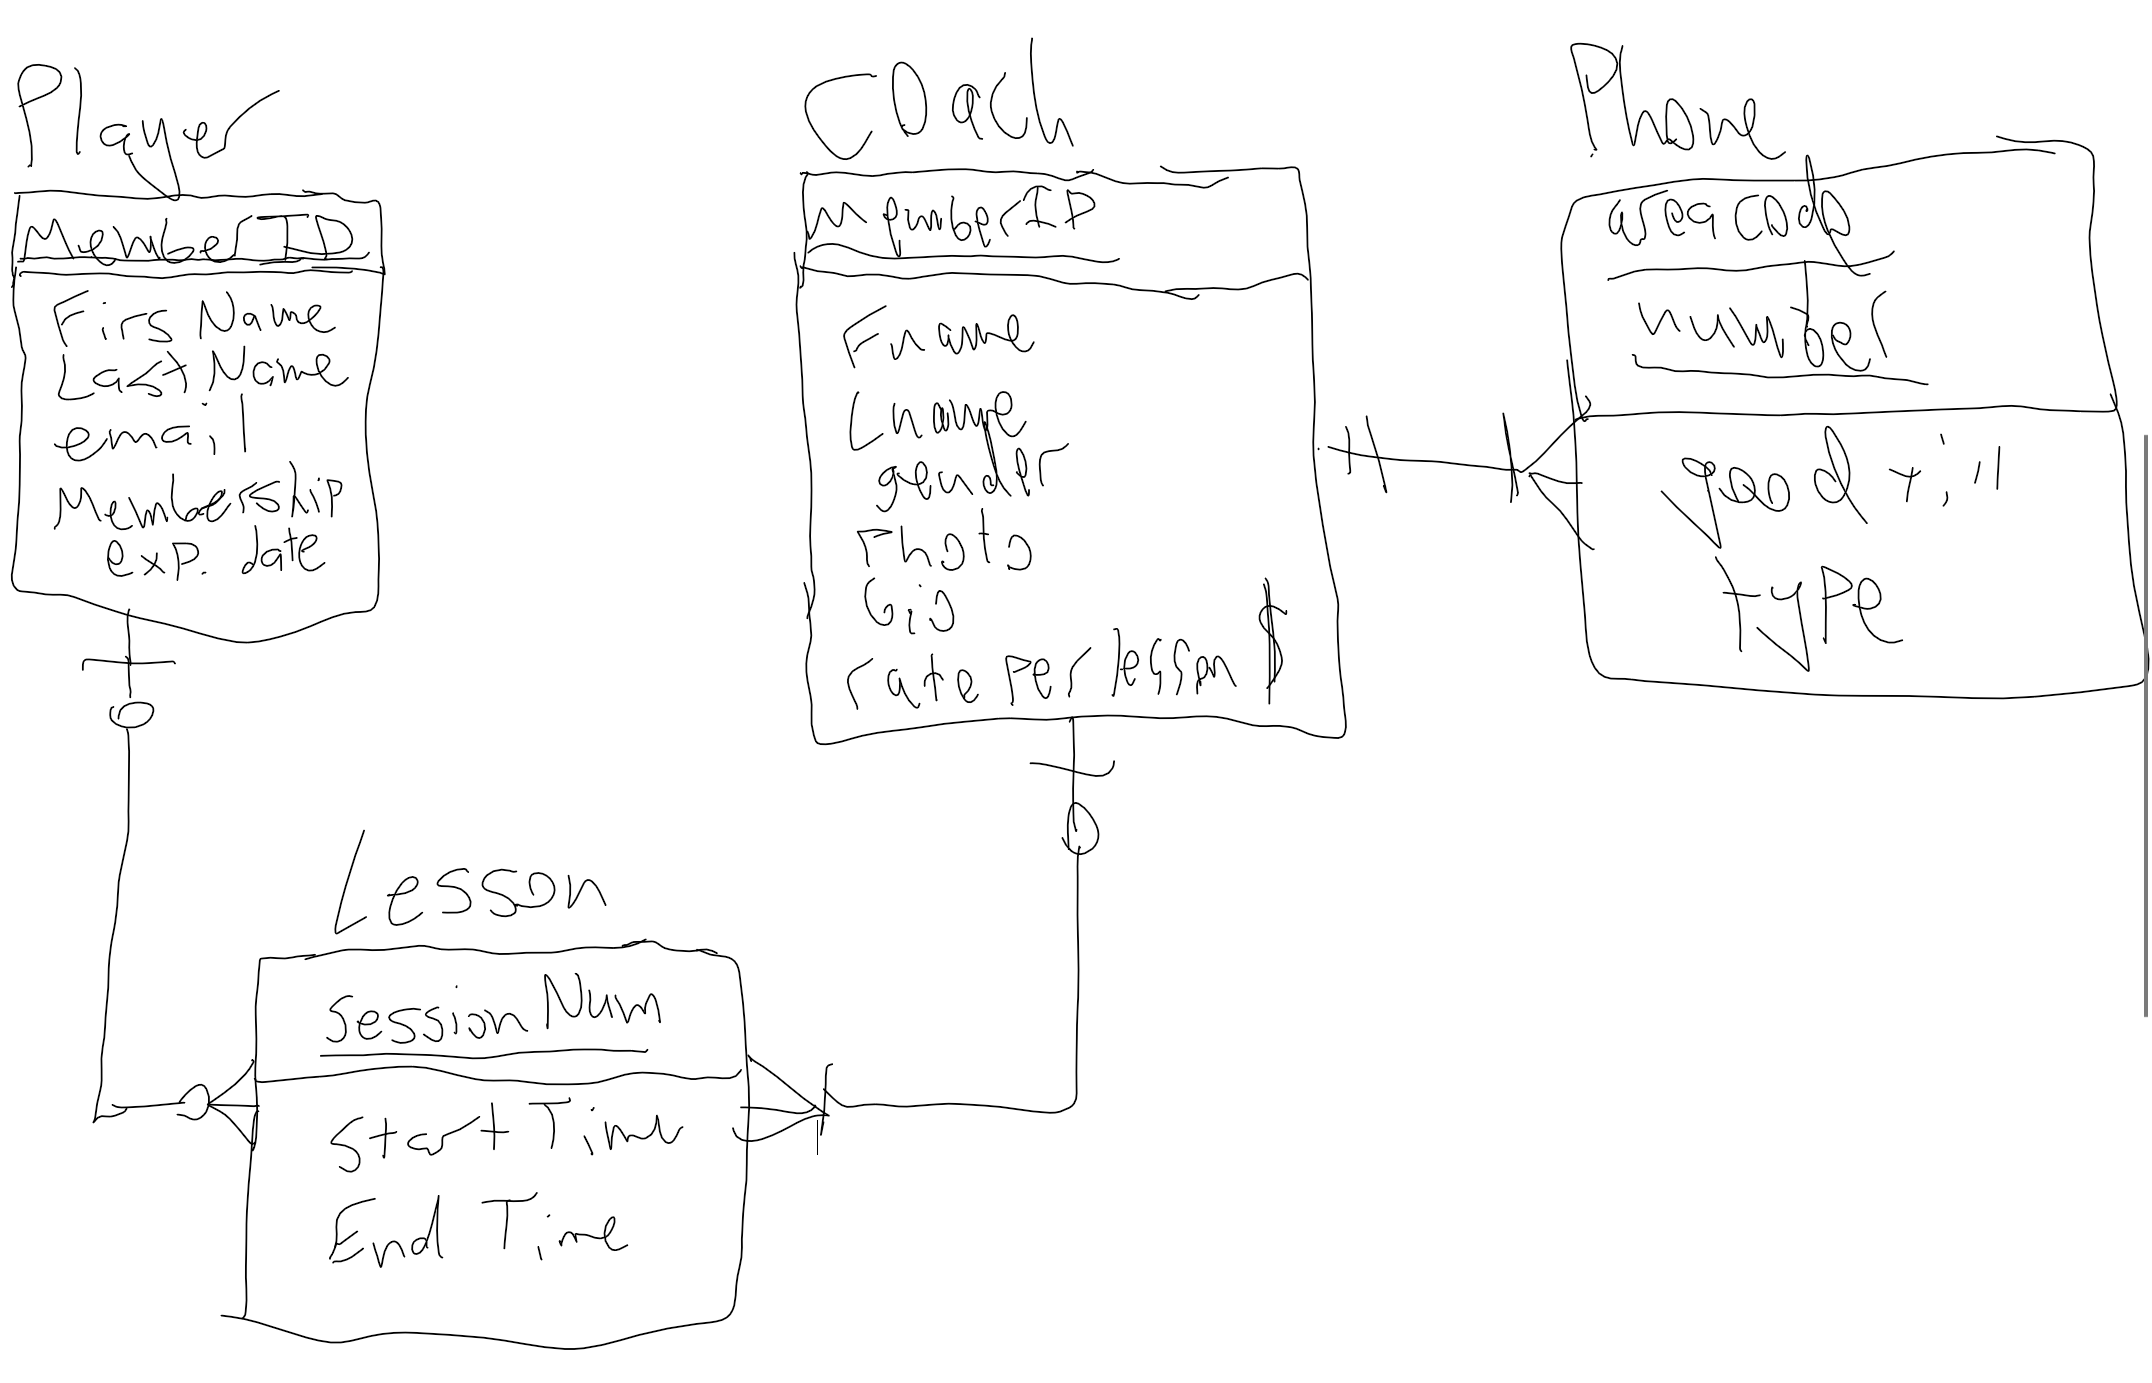 Player
MemberID
Firs Name
Last Name
email
Membership
exp. date
Coach
MemberID
Fname
Lname
gender
Photo
Bio
rate per lesson $
Phone
area code
number
good till
type
Lesson
Session Num
Start Time
End Time